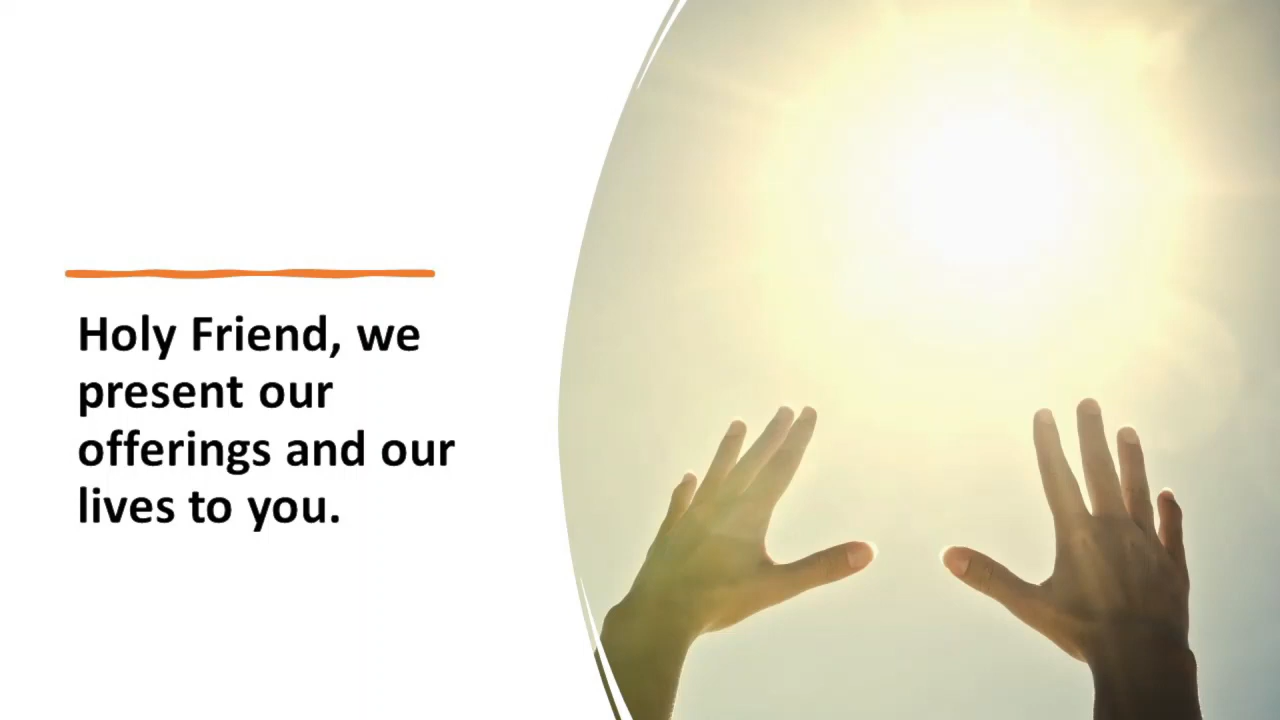 Holy Friend, we
present our
offerings and our
lives to you.